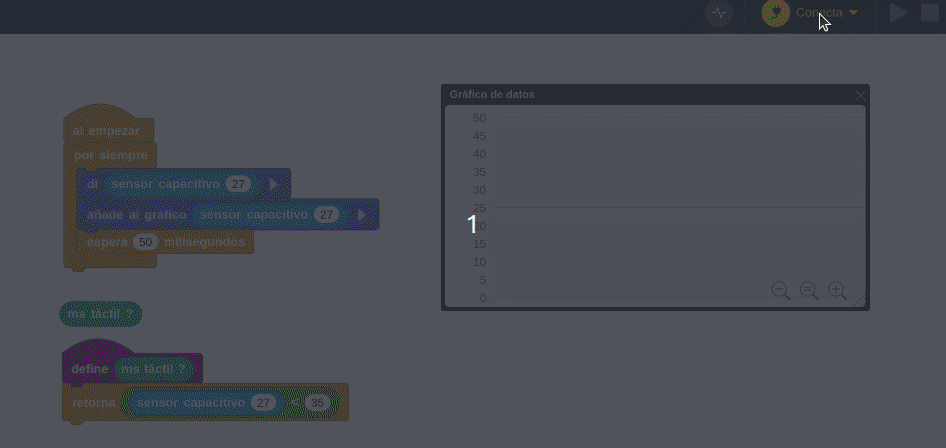 Conecta
al empezar
por siempre
di sensor capacitivo 27
añade al gráfico sensor capacitivo 27
espera 50 milisegundos
ms táctil ?
define ms táctil ?
retorna sensor capacitivo 27 < 35
Gráfico de datos
50
45
40
35
30
25
20
15
10
5
0
1